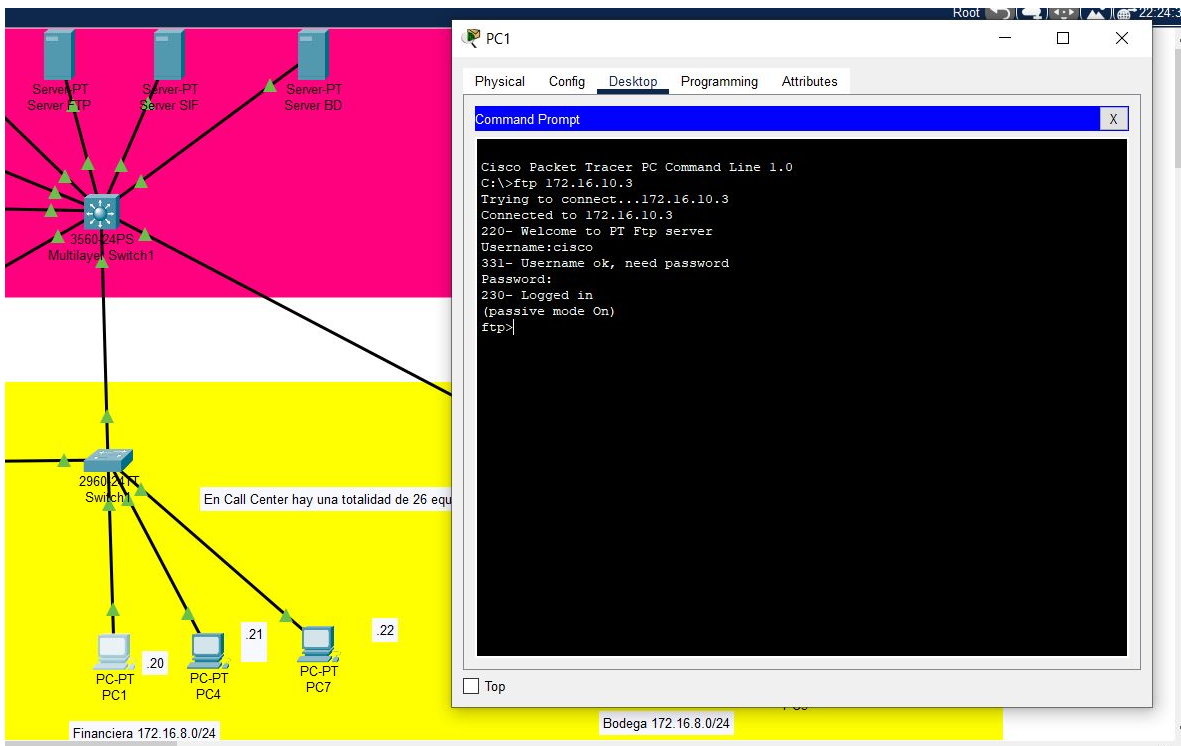 Root
22:24:3
Server-PT
Server FTP
Server-PT
Server SIF
Server-PT
Server BD
3560-24PS
Multilayer Switch1
2960-24TT
Switch1
En Call Center hay una totalidad de 26 equ
.20
.21
.22
PC-PT
PC1
PC-PT
PC4
PC-PT
PC7
Financiera 172.16.8.0/24
PC1
Physical Config Desktop Programming Attributes
Command Prompt
X
Cisco Packet Tracer PC Command Line 1.0
C:\>ftp 172.16.10.3
Trying to connect...172.16.10.3
Connected to 172.16.10.3
220- Welcome to PT Ftp server
Username:cisco
331- Username ok, need password
Password:
230- Logged in
(passive mode On)
ftp>
Top
Bodega 172.16.8.0/24